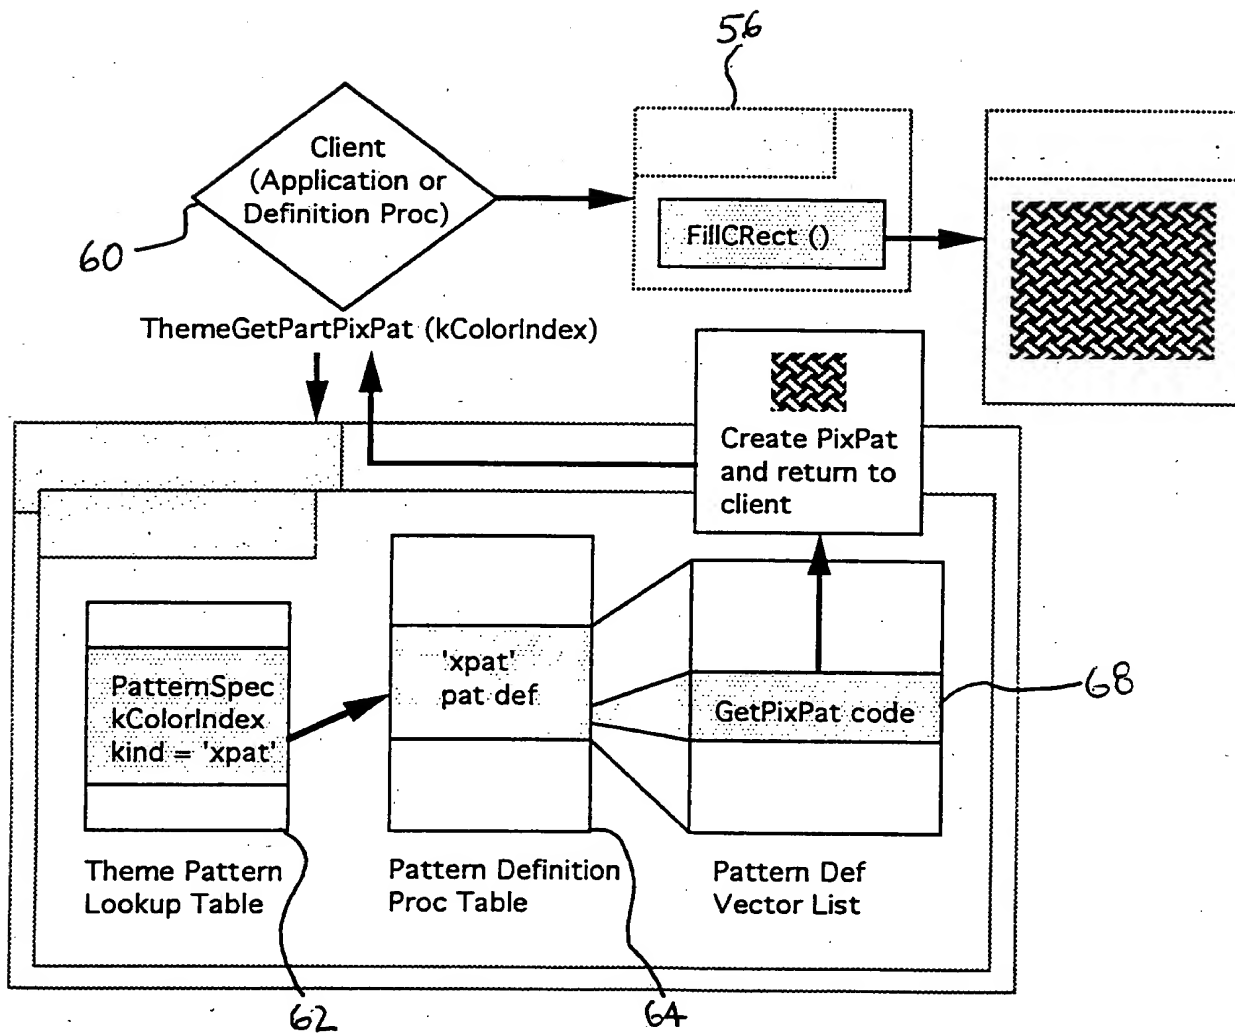 56
Client
(Application or
Definition Proc)
60
FillCRect ()
ThemeGetPartPixPat (kColorIndex)
Create PixPat
and return to
client
PatternSpec
kColorIndex
kind = 'xpat'
'xpat'
pat def
GetPixPat code
68
Theme Pattern
Lookup Table
Pattern Definition
Proc Table
Pattern Def
Vector List
62
64